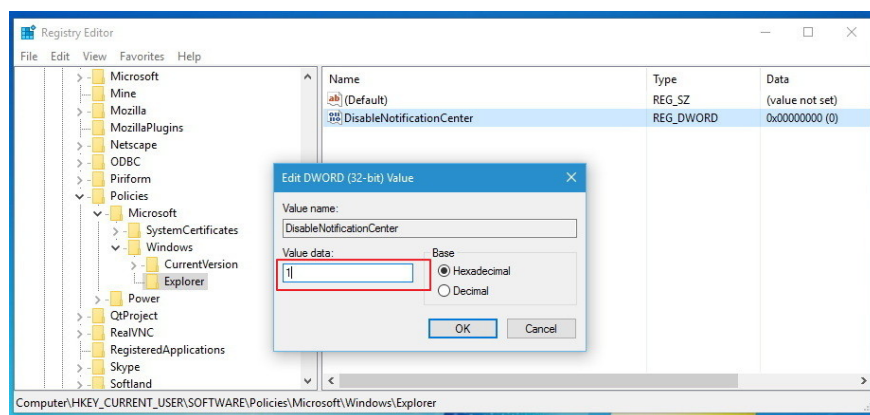 Registry Editor
File Edit View Favorites Help
Microsoft
Mine
Mozilla
MozillaPlugins
Netscape
ODBC
Piriform
Policies
Microsoft
SystemCertificates
Windows
CurrentVersion
Explorer
Power
QtProject
RealVNC
RegisteredApplications
Skype
Softland
Name Type Data
ab (Default) REG_SZ (value not set)
DisableNotificationCenter REG_DWORD 0x00000000 (0)
Edit DWORD (32-bit) Value
Value name:
DisableNotificationCenter
Value data:
1
Base
Hexadecimal
Decimal
OK Cancel
Computer\HKEY_CURRENT_USER\SOFTWARE\Policies\Microsoft\Windows\Explorer